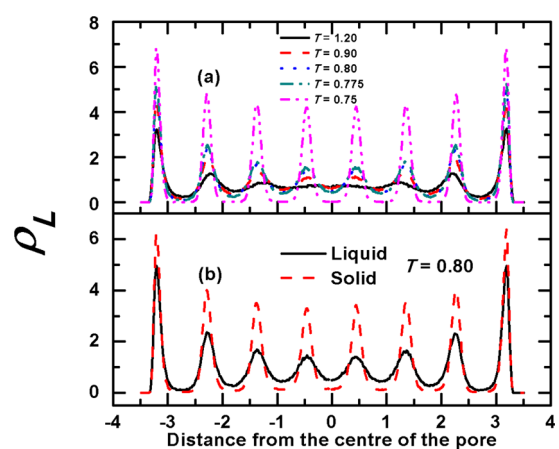 8
6
4
2
0
(a)
T = 1.20
T = 0.90
T = 0.80
T = 0.775
T = 0.75
ρL
6
4
2
0
(b)
Liquid
Solid
T = 0.80
-4 -3 -2 -1 0 1 2 3 4
Distance from the centre of the pore